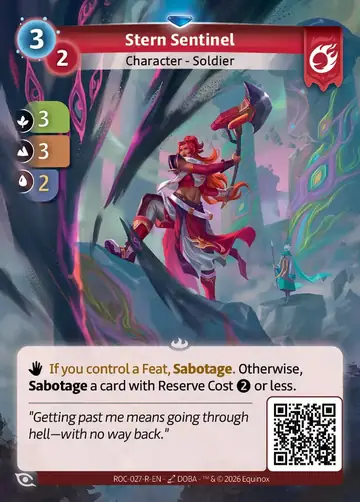 3
2
Stern Sentinel
Character - Soldier
3
3
2
If you control a Feat, Sabotage. Otherwise,
Sabotage a card with Reserve Cost 2 or less.
"Getting past me means going through
hell—with no way back."
ROC-027-R-EN - DOBA - ™ & © 2026 Equinox